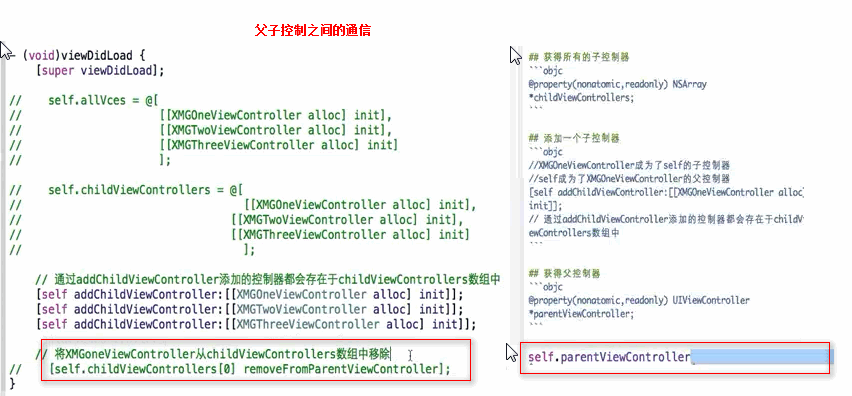 父子控制之间的通信
- (void)viewDidLoad {
[super viewDidLoad];
// self.allVces = @[
// [[XMGOneViewController alloc] init],
// [[XMGTwoViewController alloc] init],
// [[XMGThreeViewController alloc] init]
// ];
// self.childViewControllers = @[
// [[XMGOneViewController alloc] init],
// [[XMGTwoViewController alloc] init],
// [[XMGThreeViewController alloc] init]
// ];
// 通过addChildViewController添加的控制器都会存在于childViewControllers数组中
[self addChildViewController:[[XMGOneViewController alloc] init]];
[self addChildViewController:[[XMGTwoViewController alloc] init]];
[self addChildViewController:[[XMGThreeViewController alloc] init]];
// 将XMGoneViewController从childViewControllers数组中移除
// [self.childViewControllers[0] removeFromParentViewController];
}
## 获得所有的子控制器
```objc
@property(nonatomic,readonly) NSArray
*childViewControllers;
```
## 添加一个子控制器
```objc
//XMGOneViewController成为了self的子控制器
//self成为了XMGOneViewController的父控制器
[self addChildViewController:[[XMGOneViewController alloc]
init]];
// 通过addChildViewController添加的控制器都会存在于childVi
ewControllers数组中
```
## 获得父控制器
```objc
@property(nonatomic,readonly) UIViewController
*parentViewController;
```
self.parentViewController